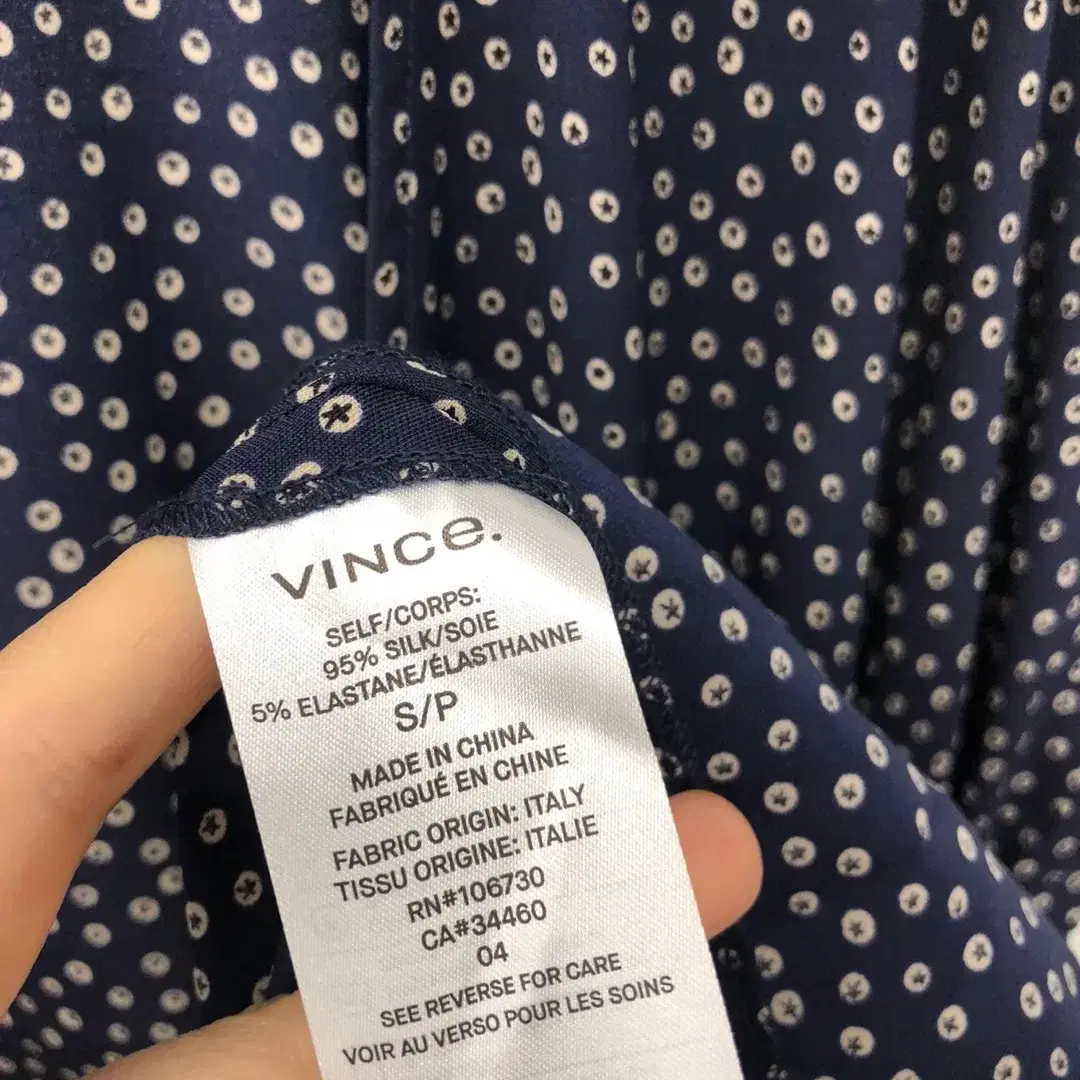 VINCe.
SELF/CORPS:
95% SILK/SOIE
5% ELASTANE/ÉLASTHANNE
S/P
MADE IN CHINA
FABRIQUÉ EN CHINE
FABRIC ORIGIN: ITALY
TISSU ORIGINE: ITALIE
RN#106730
CA#34460
04
SEE REVERSE FOR CARE
VOIR AU VERSO POUR LES SOINS